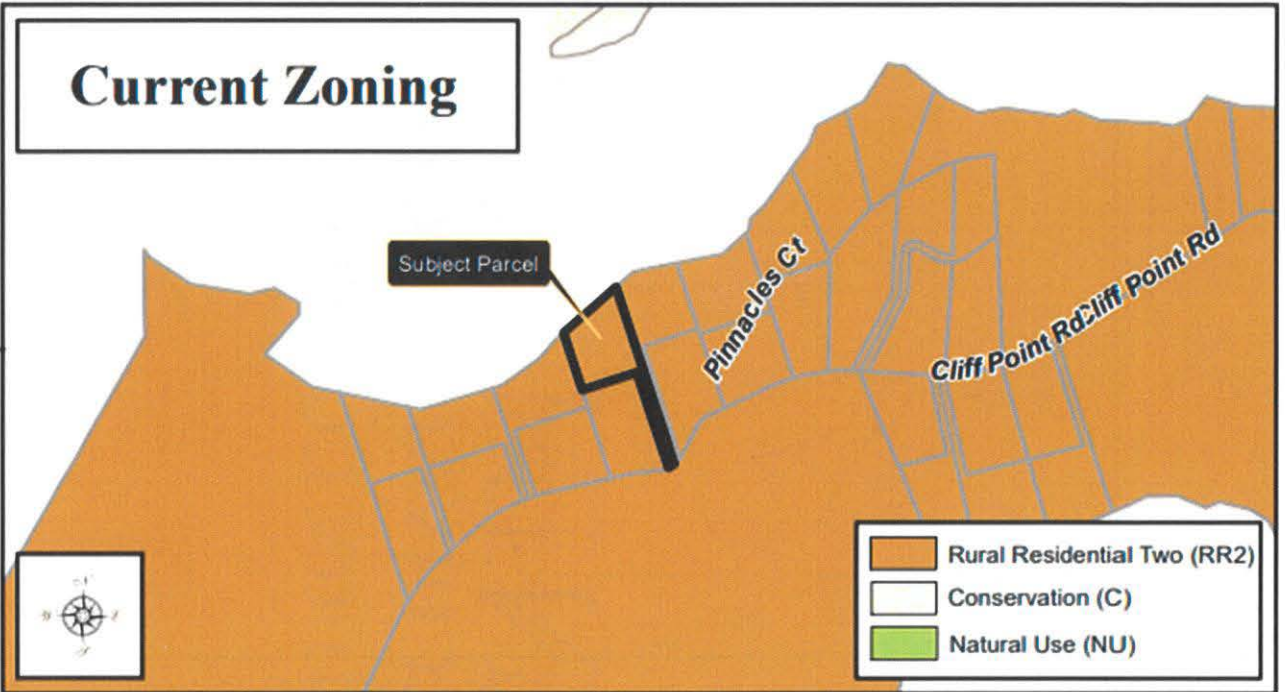 Current Zoning
Subject Parcel
Pinnacles Ct
Cliff Point Rd
Cliff Point Rd
Rural Residential Two (RR2)
Conservation (C)
Natural Use (NU)
N
S